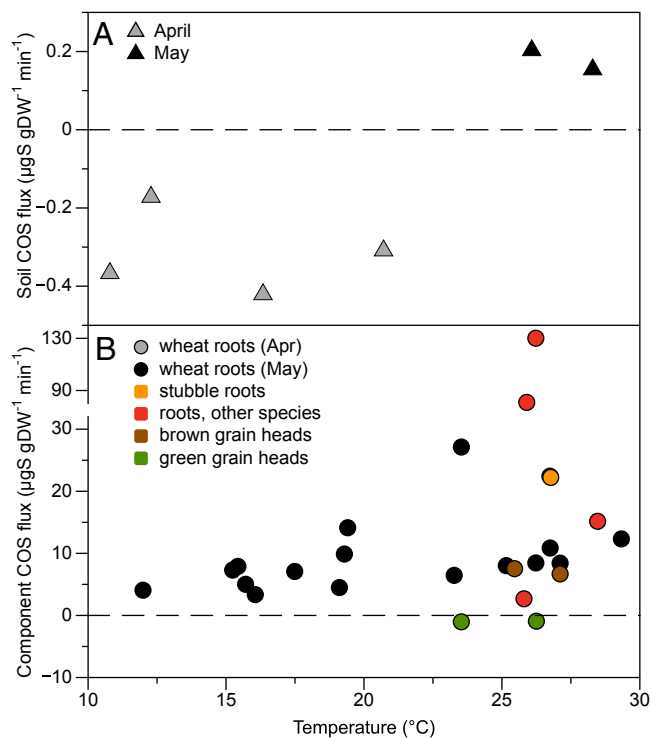 A
April
May
Soil COS flux (µgS gDW⁻¹ min⁻¹)
0.2
0
−0.2
−0.4
B
wheat roots (Apr)
wheat roots (May)
stubble roots
roots, other species
brown grain heads
green grain heads
Component COS flux (µgS gDW⁻¹ min⁻¹)
130
90
30
20
10
0
−10
10 15 20 25 30
Temperature (°C)